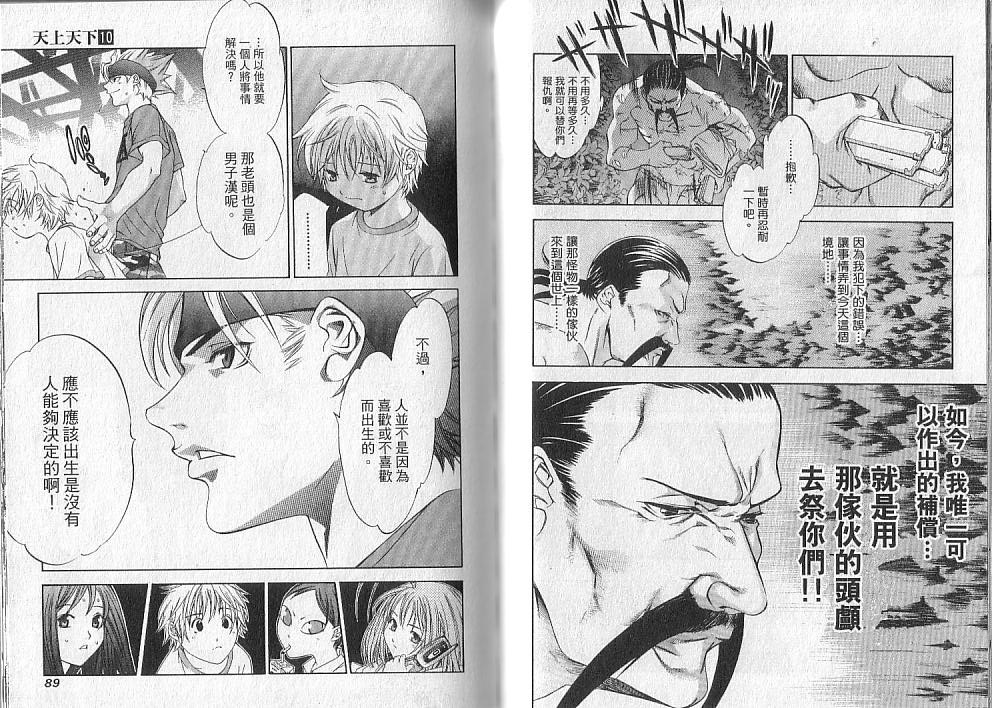 不用多久…
不用再等多久…
我就可以替你們
報仇啊。
抱歉……
暫時再忍耐
一下吧。
因為我犯下的錯誤…
讓事情弄到今天這個
境地……
讓那怪物一樣的傢伙
來到這個世上……
如今，我唯一可
以作出的補償…
就是用
那傢伙的頭顱
去祭你們!!
天上天下10
…所以他就要
一個人將事情
解決嗎？
那老頭也是個
男子漢呢。
…………
不過，
人並不是因為
喜歡或不喜歡
而出生的。
應不應該出生是沒有
人能夠決定的啊！
89